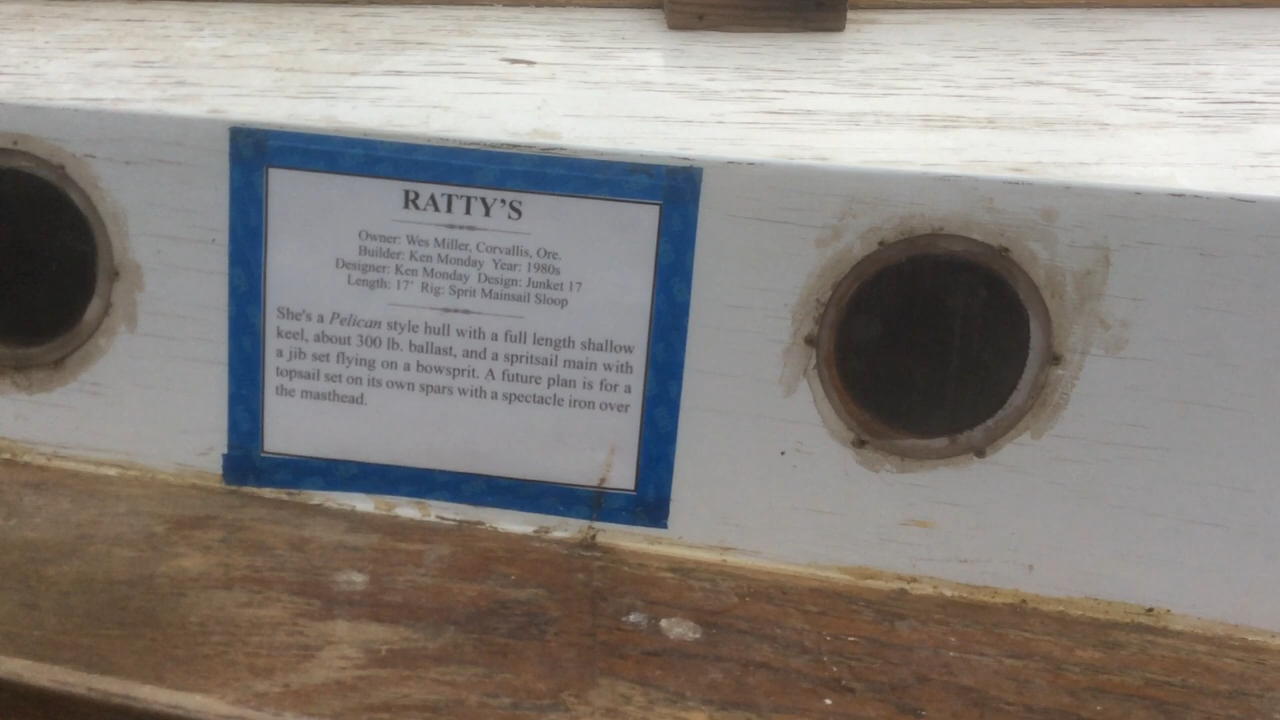 RATTY'S
Owner: Wes Miller, Corvallis, Ore.
Builder: Ken Monday Year: 1980s
Designer: Ken Monday Design: Junket 17
Length: 17' Rig: Sprit Mainsail Sloop
She's a Pelican style hull with a full length shallow
keel, about 300 lb. ballast, and a spritsail main with
a jib set flying on a bowsprit. A future plan is for a
topsail set on its own spars with a spectacle iron over
the masthead.